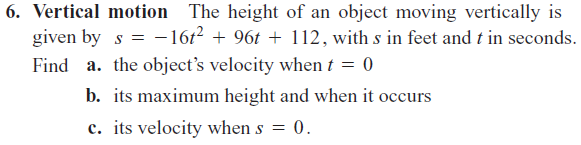 6. Vertical motion The height of an object moving vertically is
given by s = −16t² + 96t + 112, with s in feet and t in seconds.
Find a. the object's velocity when t = 0
b. its maximum height and when it occurs
c. its velocity when s = 0.